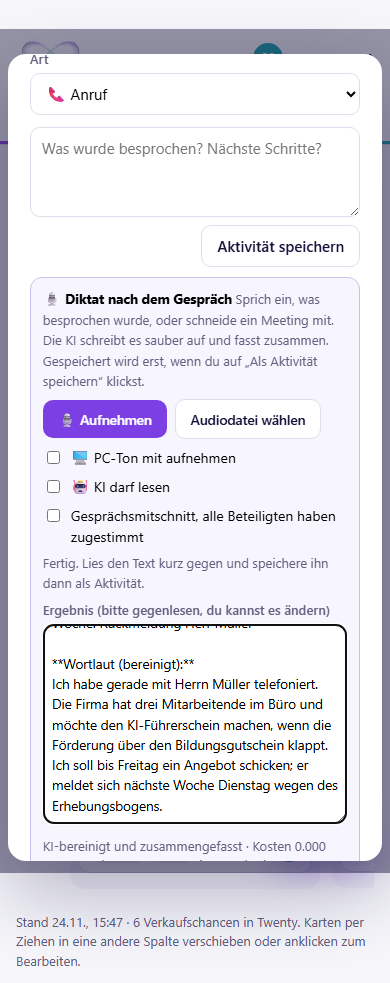 Art
Anruf
Was wurde besprochen? Nächste Schritte?
Aktivität speichern
Diktat nach dem Gespräch Sprich ein, was
besprochen wurde, oder schneide ein Meeting mit.
Die KI schreibt es sauber auf und fasst zusammen.
Gespeichert wird erst, wenn du auf „Als Aktivität
speichern“ klickst.
Aufnehmen
Audiodatei wählen
PC-Ton mit aufnehmen
KI darf lesen
Gesprächsmitschnitt, alle Beteiligten haben
zugestimmt
Fertig. Lies den Text kurz gegen und speichere ihn
dann als Aktivität.
Ergebnis (bitte gegenlesen, du kannst es ändern)
**Wortlaut (bereinigt):**
Ich habe gerade mit Herrn Müller telefoniert.
Die Firma hat drei Mitarbeitende im Büro und
möchte den KI-Führerschein machen, wenn die
Förderung über den Bildungsgutschein klappt.
Ich soll bis Freitag ein Angebot schicken; er
meldet sich nächste Woche Dienstag wegen des
Erhebungsbogens.
KI-bereinigt und zusammengefasst · Kosten 0.000
Stand 24.11., 15:47 · 6 Verkaufschancen in Twenty. Karten per
Ziehen in eine andere Spalte verschieben oder anklicken zum
Bearbeiten.